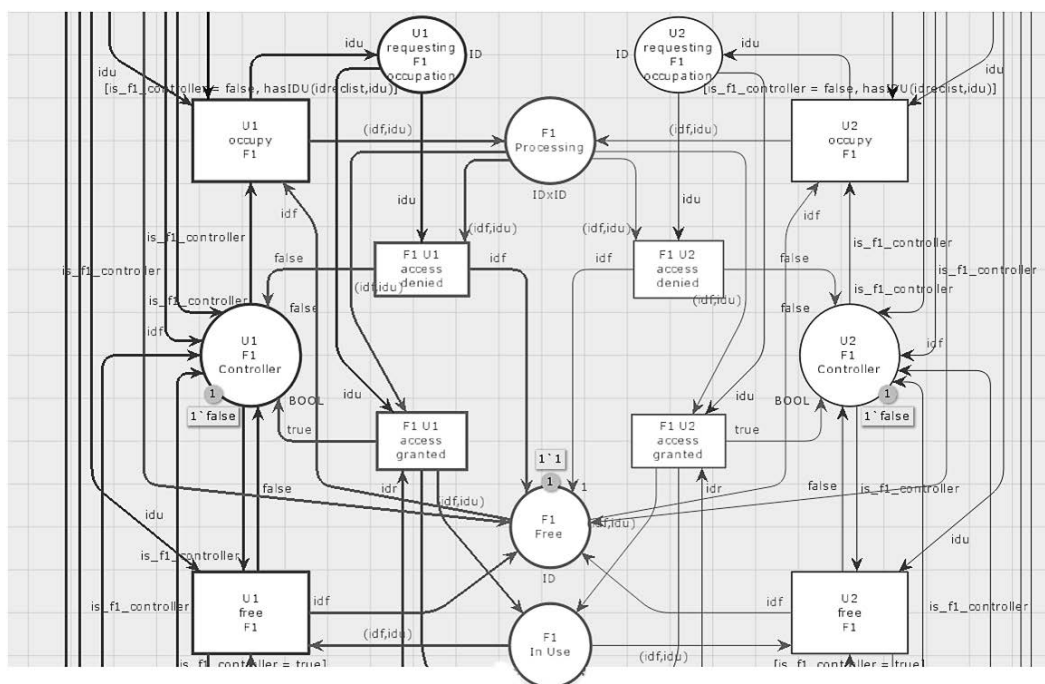 U1
requesting
F1
occupation
ID
idu
U2
requesting
F1
occupation
ID
idu
idu
idu
[is_f1_controller = false, hasIDU(idreclist,idu)]
[is_f1_controller = false, hasIDU(idreclist,idu)]
U1
occupy
F1
(idf,idu)
F1
Processing
IDxID
(idf,idu)
U2
occupy
F1
idf
idu
(idf,idu)
(idf,idu)
idu
idf
is_f1_controller
is_f1_controller
is_f1_controller
false
F1 U1
access
denied
idf
idf
F1 U2
access
denied
false
is_f1_controller
is_f1_controller
(idf,idu)
(idf,idu)
false
false
idf
idf
U1
F1
Controller
1
1`false
BOOL
idu
U2
F1
Controller
1
1`false
BOOL
idu
true
F1 U1
access
granted
F1 U2
access
granted
true
1`1
1
1
idr
idr
false
false
(idf,idu)
(idf,idu)
is_f1_controller
idu
idu
F1
Free
ID
is_f1_controller
is_f1_controller
is_f1_controller
U1
free
F1
idf
idf
U2
free
F1
(idf,idu)
F1
In Use
(idf,idu)
is_f1_controller = true]
[is_f1_controller = true]